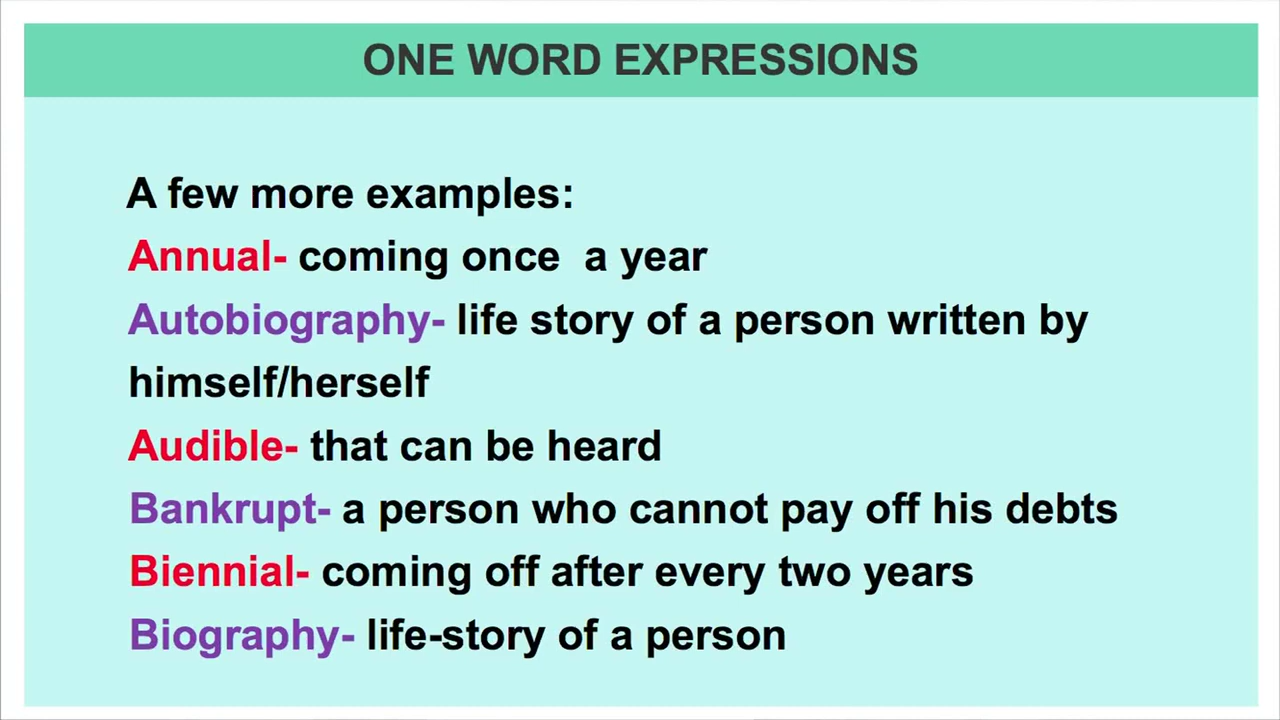 ONE WORD EXPRESSIONS
A few more examples:
Annual- coming once  a year
Autobiography- life story of a person written by
himself/herself
Audible- that can be heard
Bankrupt- a person who cannot pay off his debts
Biennial- coming off after every two years
Biography- life-story of a person